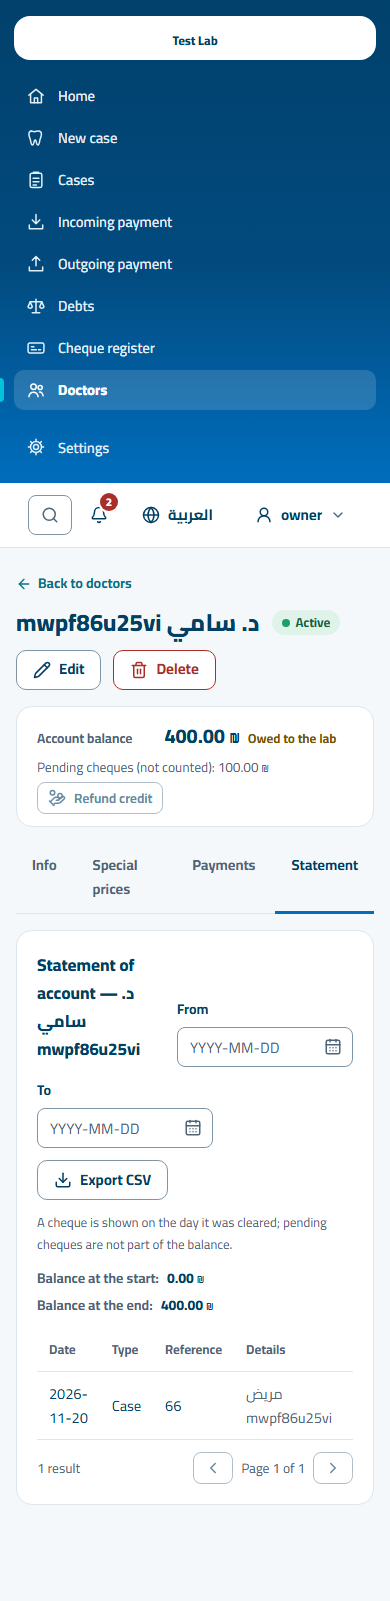 Test Lab
Home
New case
Cases
Incoming payment
Outgoing payment
Debts
Cheque register
Doctors
Settings
2
العربية
owner
Back to doctors
د. سامي mwpf86u25vi
Active
Edit
Delete
Account balance 400.00 ₪ Owed to the lab
Pending cheques (not counted): 100.00 ₪
Refund credit
Info
Special
prices
Payments
Statement
Statement of
account — د.
سامي
mwpf86u25vi
From
YYYY-MM-DD
To
YYYY-MM-DD
Export CSV
A cheque is shown on the day it was cleared; pending
cheques are not part of the balance.
Balance at the start: 0.00 ₪
Balance at the end: 400.00 ₪
Date Type Reference Details
2026-
11-20
Case
66
مريض
mwpf86u25vi
1 result
Page 1 of 1